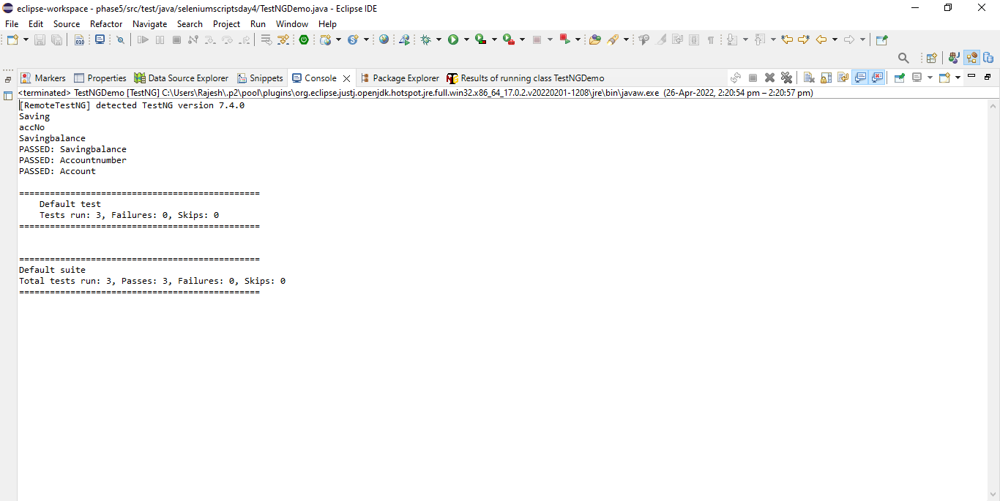 eclipse-workspace - phase5/src/test/java/seleniumscriptsday4/TestNGDemo.java - Eclipse IDE
File Edit Source Refactor Navigate Search Project Run Window Help
Markers Properties Data Source Explorer Snippets Console Package Explorer Results of running class TestNGDemo
<terminated> TestNGDemo [TestNG] C:\Users\Rajesh\.p2\pool\plugins\org.eclipse.justj.openjdk.hotspot.jre.full.win32.x86_64_17.0.2.v20220201-1208\jre\bin\javaw.exe (26-Apr-2022, 2:20:54 pm – 2:20:57 pm)
[RemoteTestNG] detected TestNG version 7.4.0
Saving
accNo
Savingbalance
PASSED: Savingbalance
PASSED: Accountnumber
PASSED: Account
===============================================
Default test
Tests run: 3, Failures: 0, Skips: 0
===============================================
===============================================
Default suite
Total tests run: 3, Passes: 3, Failures: 0, Skips: 0
===============================================